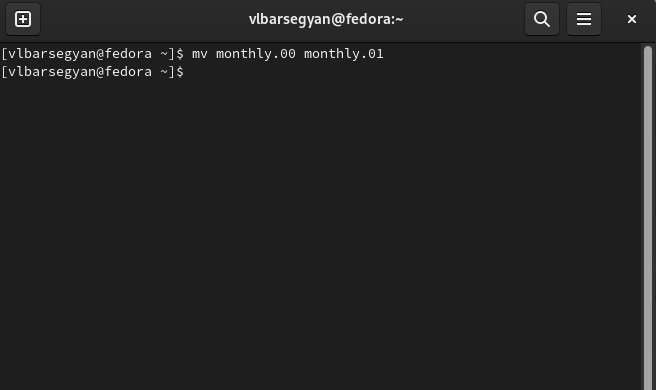 vlbarsegyan@fedora:~
[vlbarsegyan@fedora ~]$ mv monthly.00 monthly.01
[vlbarsegyan@fedora ~]$